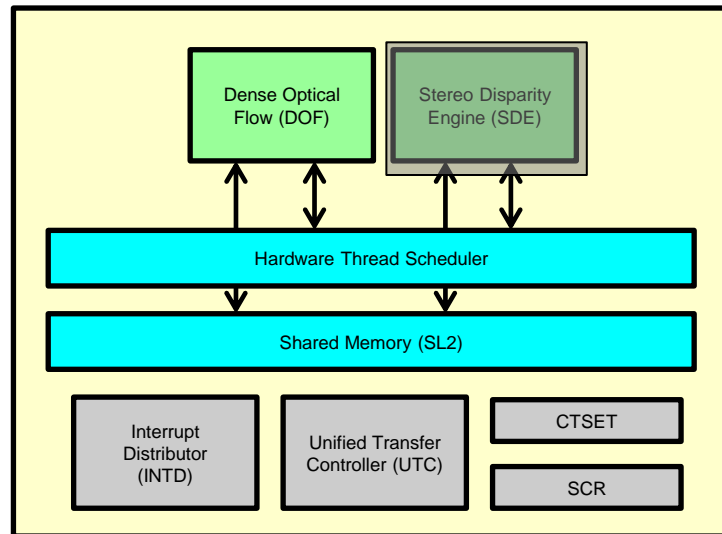 Dense Optical
Flow (DOF)
Stereo Disparity
Engine (SDE)
Hardware Thread Scheduler
Shared Memory (SL2)
Interrupt
Distributor
(INTD)
Unified Transfer
Controller (UTC)
CTSET
SCR